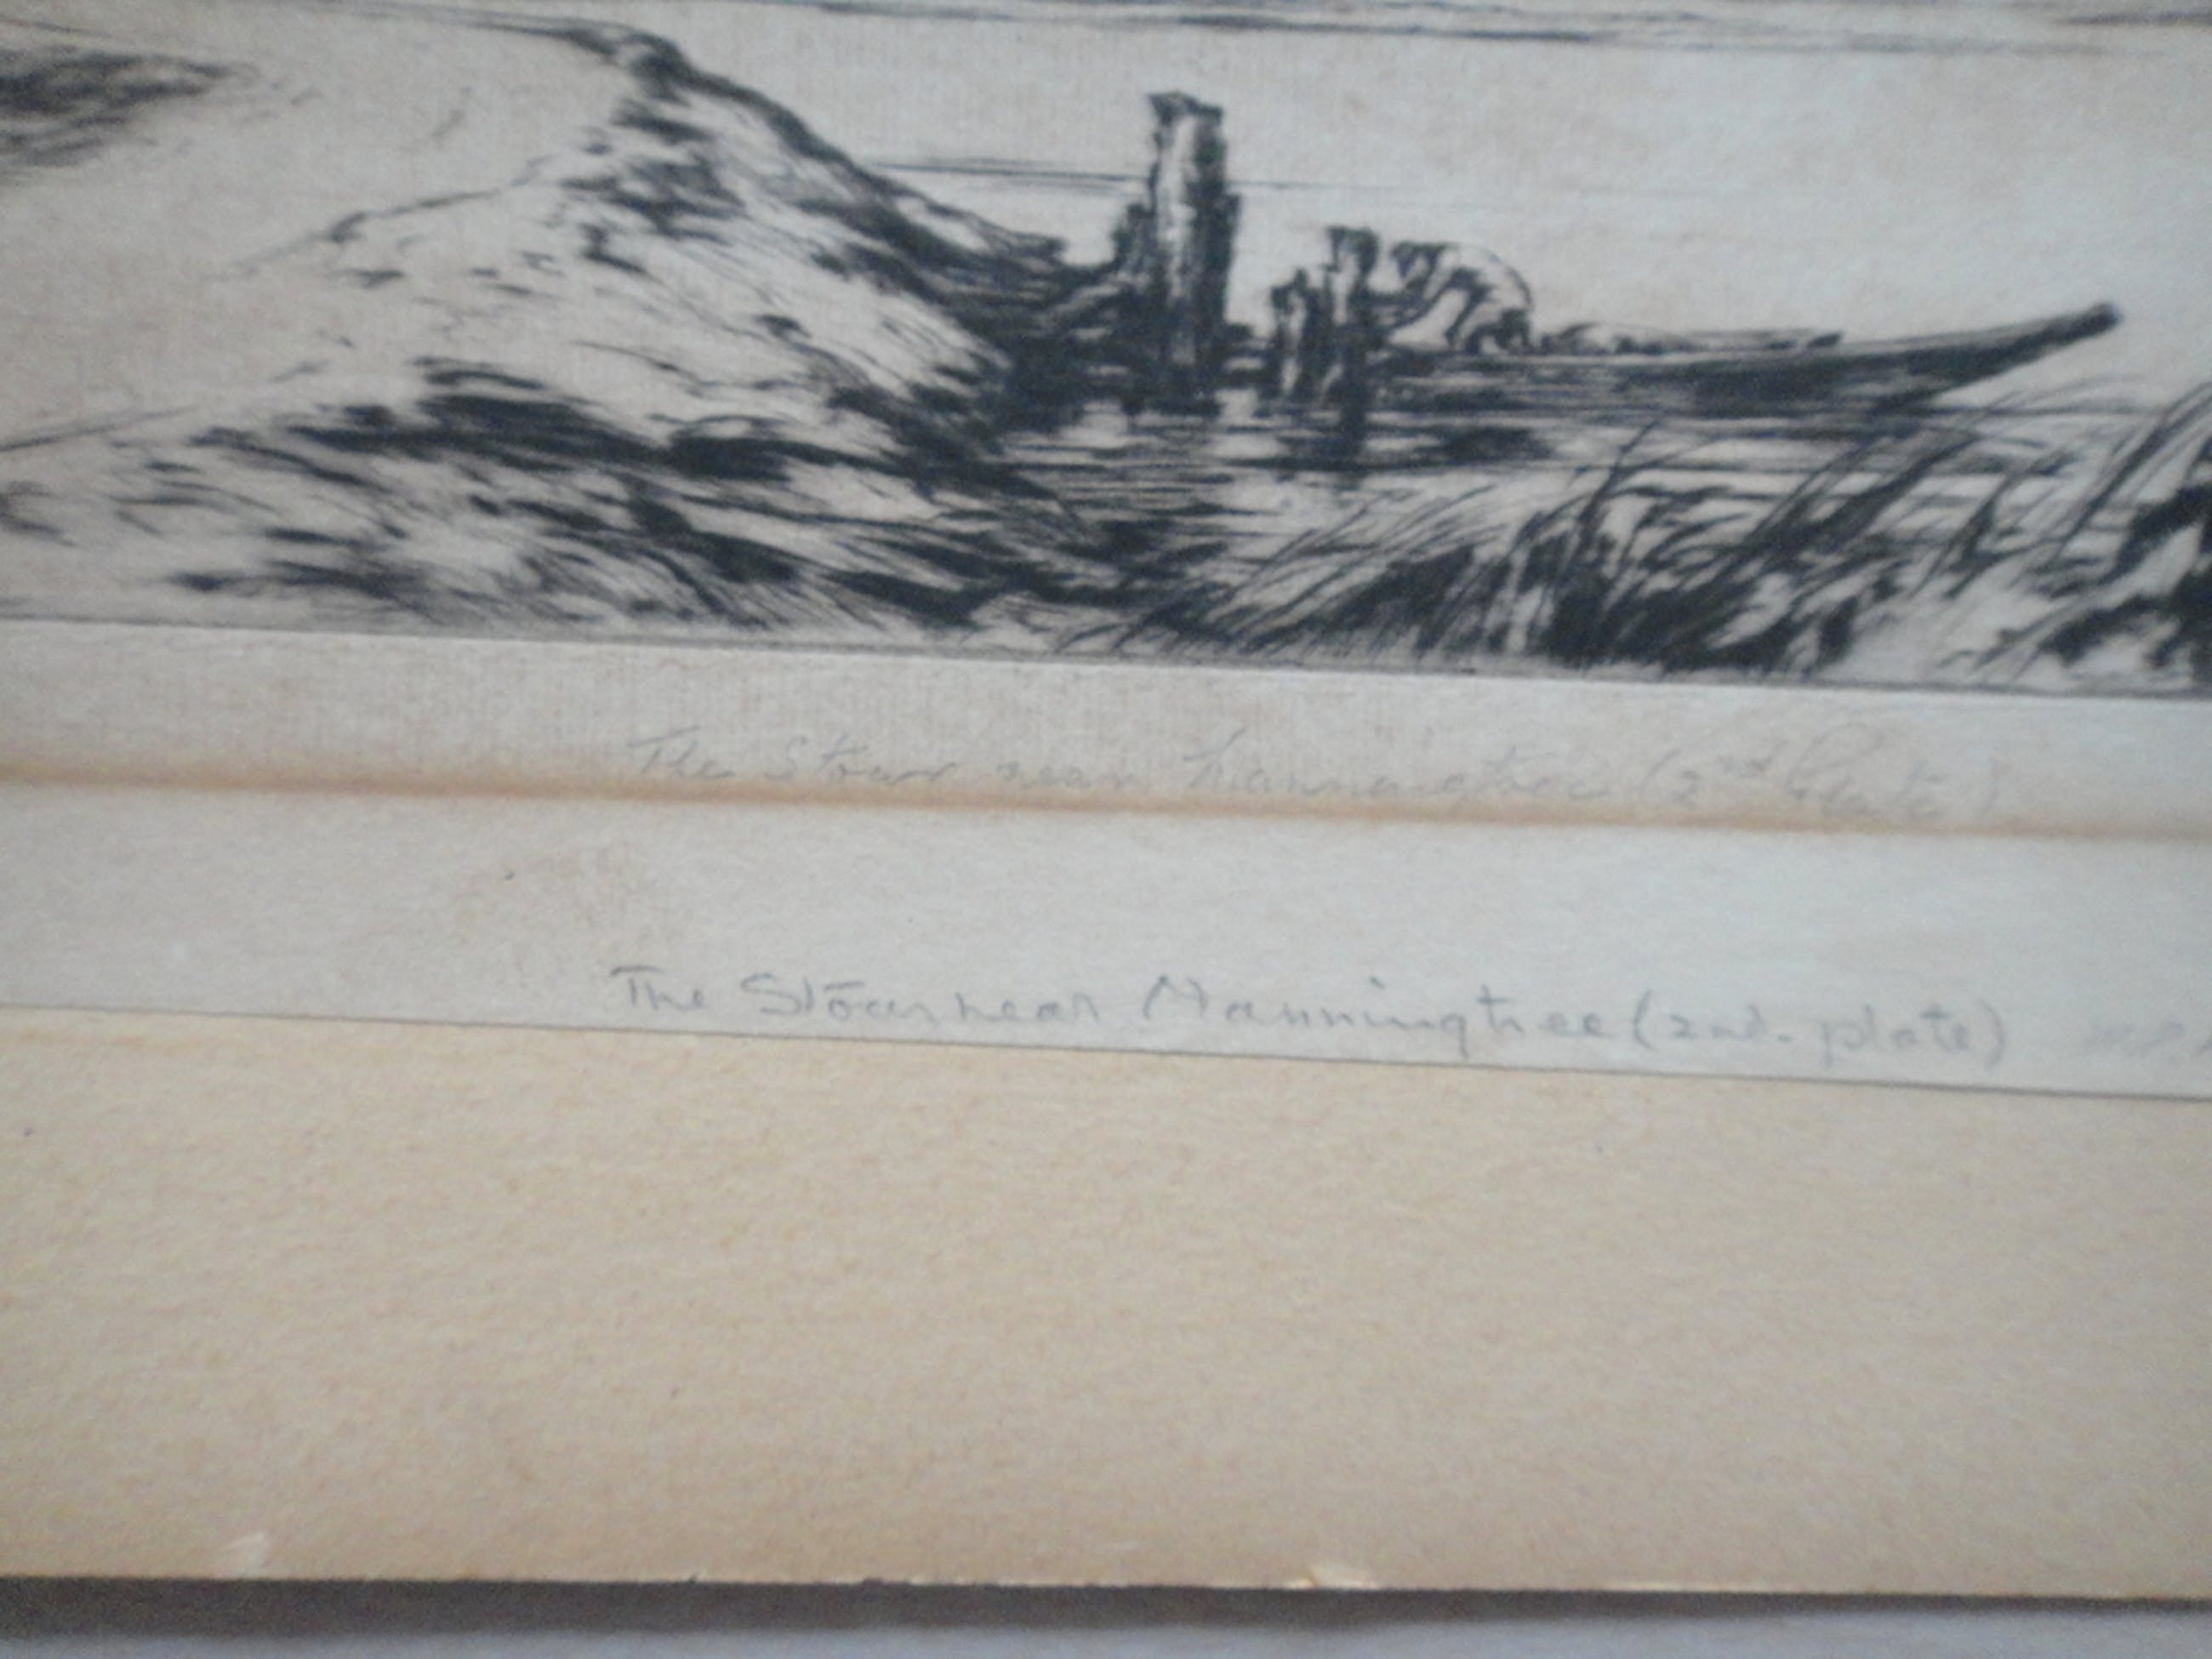 The Stour near Manningtree (2nd Plate)
The Stour near Manningtree (2nd. plate)